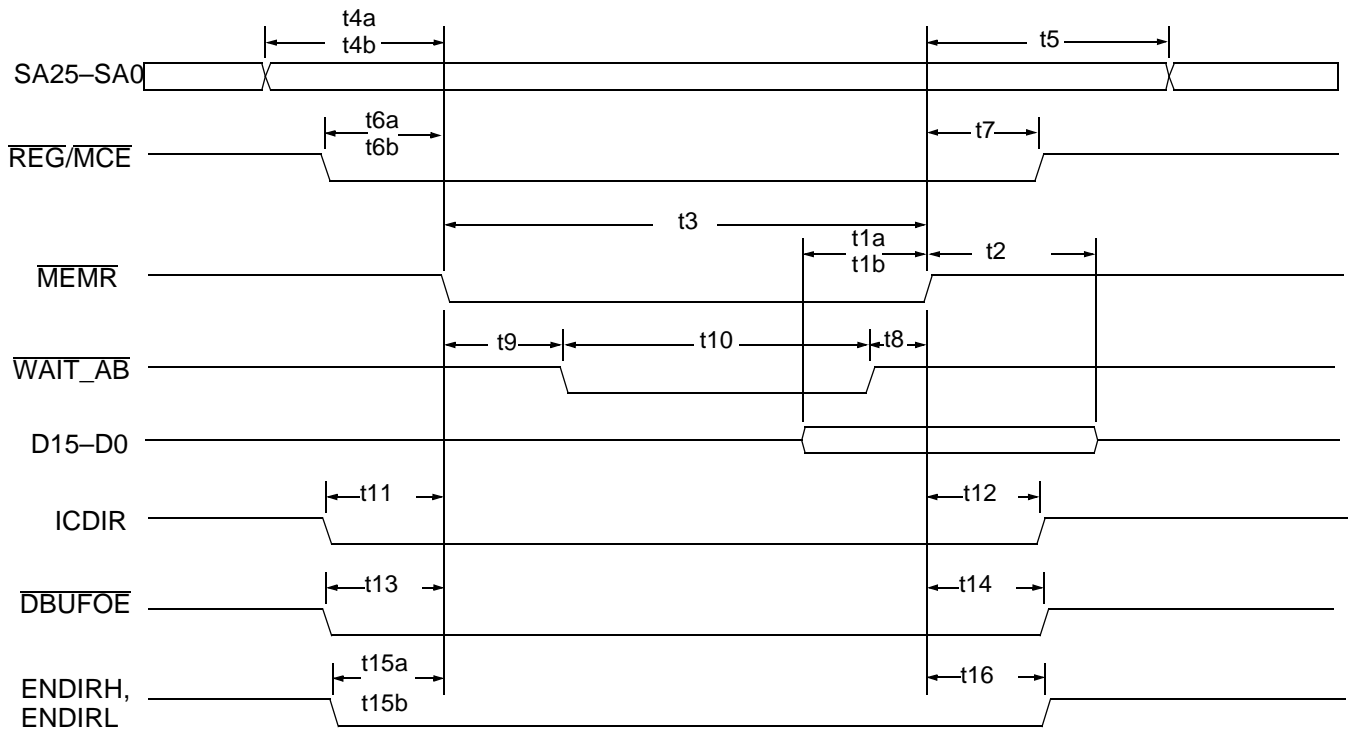 t4a
t4b
t5
SA25–SA0
t6a
t6b
t7
REG/MCE
t3
t1a
t1b
t2
MEMR
t9
t10
t8
WAIT_AB
D15–D0
t11
t12
ICDIR
t13
t14
DBUFOE
t15a
t15b
t16
ENDIRH,
ENDIRL